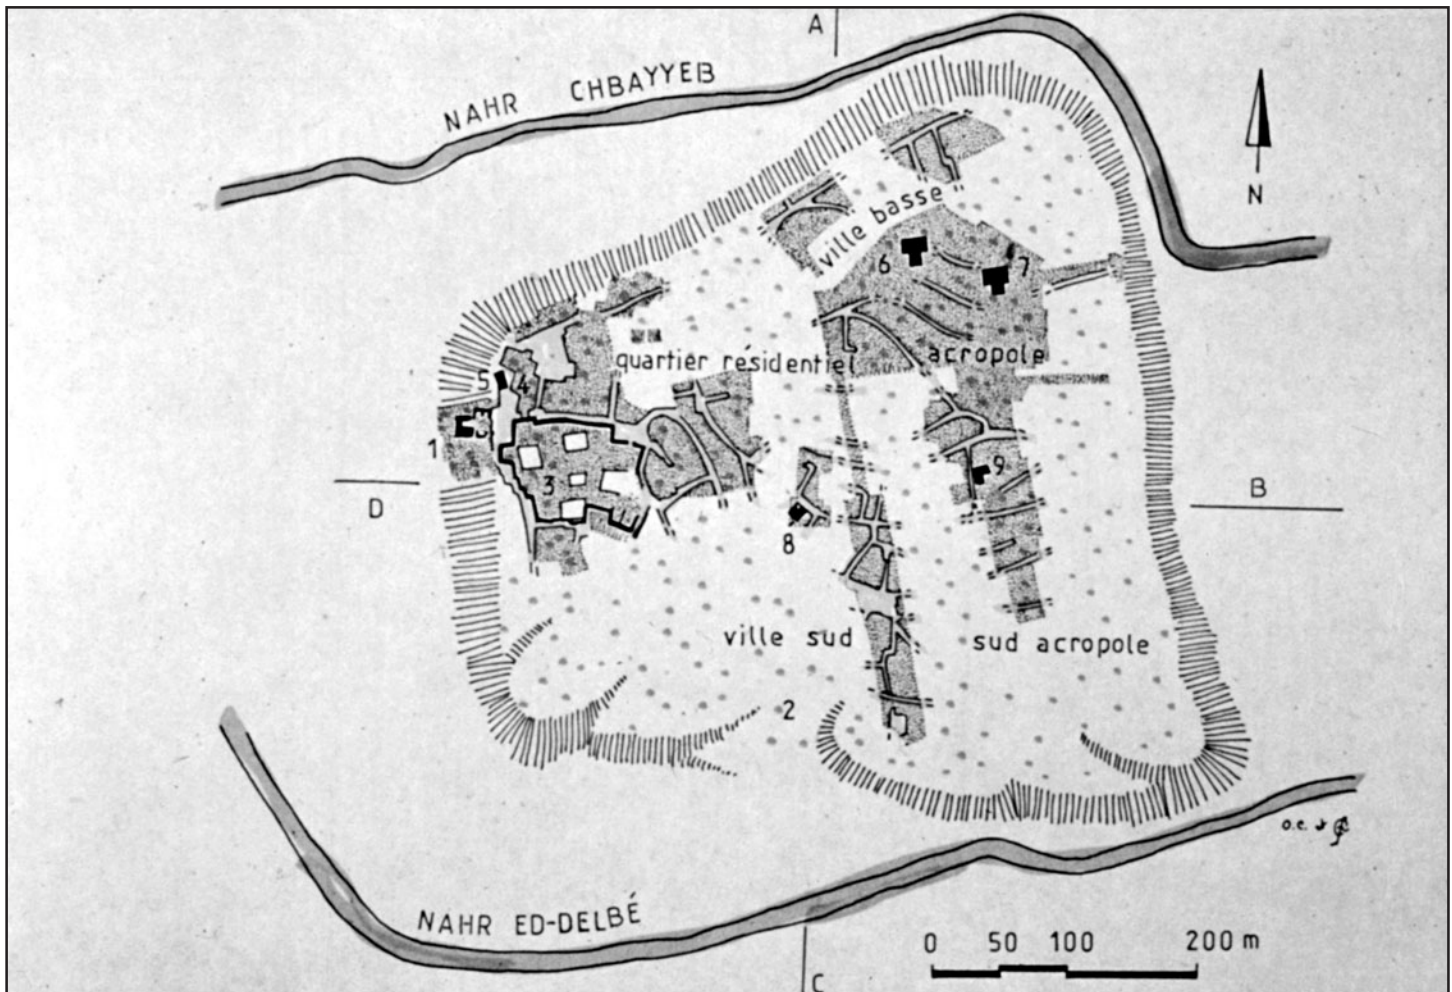 A
NAHR CHBAYYEB
N
ville basse
6
7
quartier résidentiel
acropole
5
4
1
3
9
D
B
8
ville sud
sud acropole
2
NAHR ED-DELBÉ
0 50 100 200 m
C